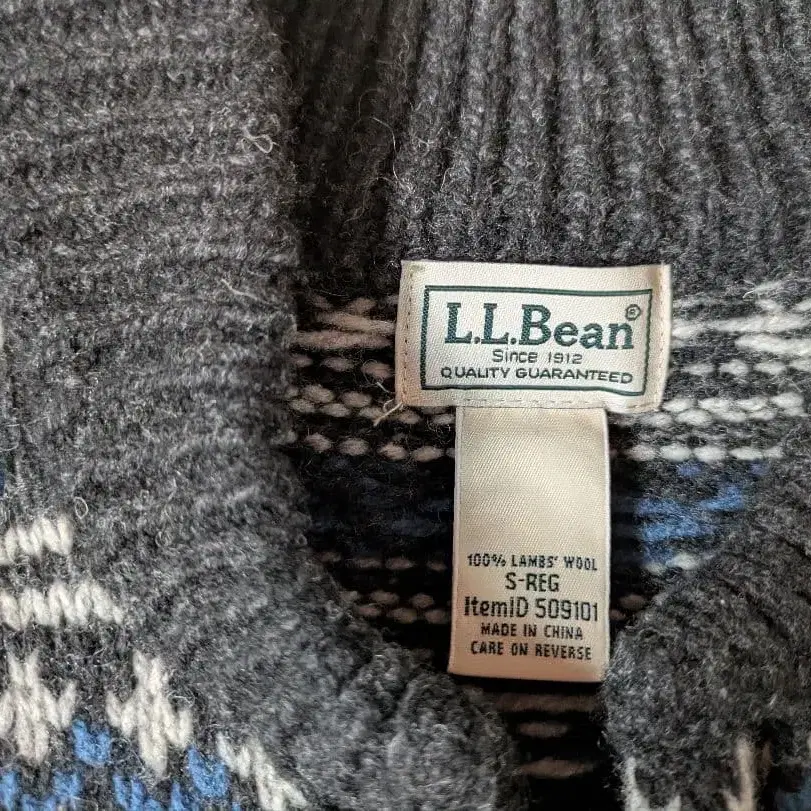 L.L.Bean®
Since 1912
QUALITY GUARANTEED
100% LAMBS' WOOL
S-REG
ItemID 509101
MADE IN CHINA
CARE ON REVERSE